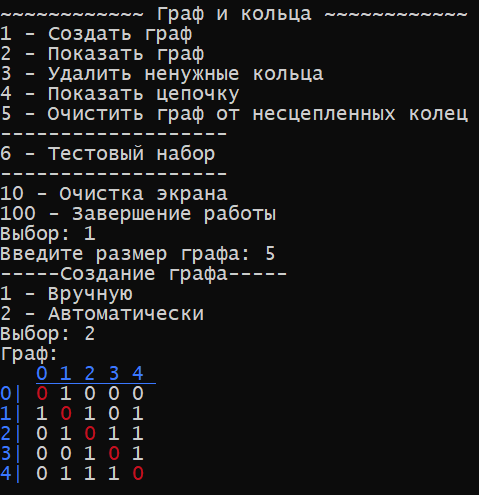 ~~~~~~~~~~~~ Граф и кольца ~~~~~~~~~~~~
1 - Создать граф
2 - Показать граф
3 - Удалить ненужные кольца
4 - Показать цепочку
5 - Очистить граф от несцепленных колец
-------------------
6 - Тестовый набор
-------------------
10 - Очистка экрана
100 - Завершение работы
Выбор: 1
Введите размер графа: 5
-----Создание графа-----
1 - Вручную
2 - Автоматически
Выбор: 2
Граф:
0 1 2 3 4
0| 0 1 0 0 0
1| 1 0 1 0 1
2| 0 1 0 1 1
3| 0 0 1 0 1
4| 0 1 1 1 0